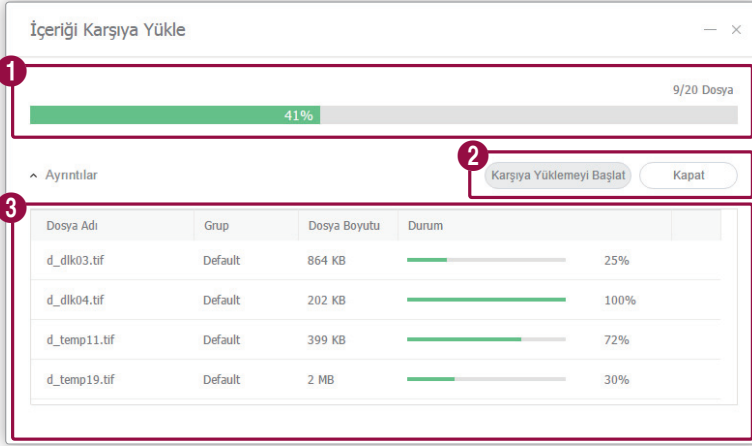 İçeriği Karşıya Yükle
1
9/20 Dosya
41%
2
Ayrıntılar
Karşıya Yüklemeyi Başlat
Kapat
3
Dosya Adı Grup Dosya Boyutu Durum
d_dlk03.tif Default 864 KB 25%
d_dlk04.tif Default 202 KB 100%
d_temp11.tif Default 399 KB 72%
d_temp19.tif Default 2 MB 30%